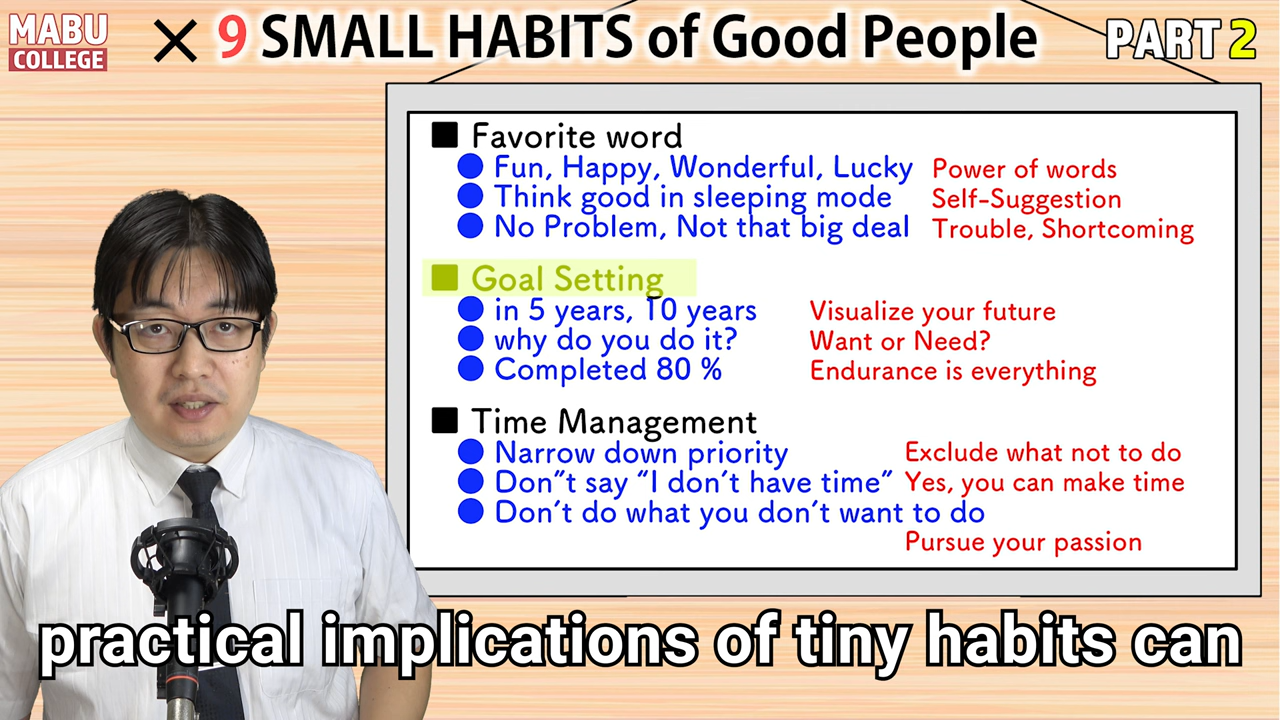 MABU
COLLEGE
× 9 SMALL HABITS of Good People
PART 2
■ Favorite word
● Fun, Happy, Wonderful, Lucky Power of words
● Think good in sleeping mode Self-Suggestion
● No Problem, Not that big deal Trouble, Shortcoming
■ Goal Setting
● in 5 years, 10 years Visualize your future
● why do you do it? Want or Need?
● Completed 80 % Endurance is everything
■ Time Management
● Narrow down priority Exclude what not to do
● Don”t say “I don’t have time” Yes, you can make time
● Don’t do what you don’t want to do
Pursue your passion
practical implications of tiny habits can